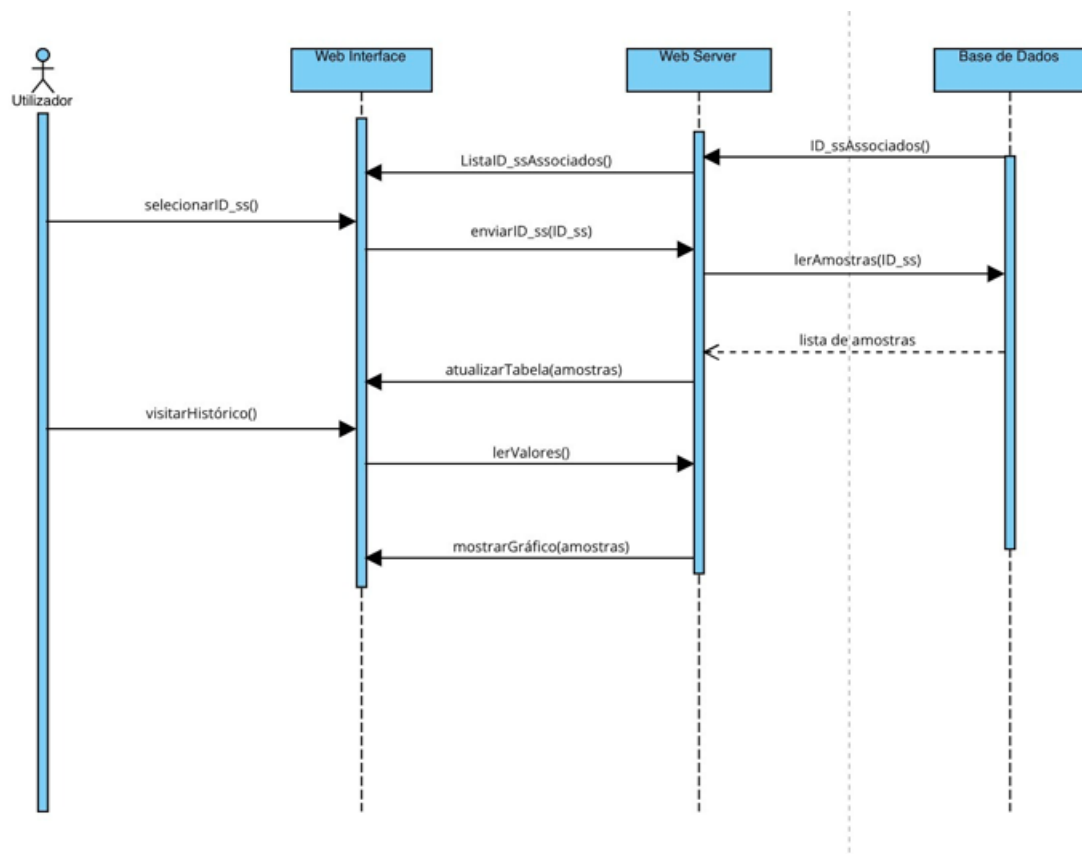 Utilizador
Web Interface
Web Server
Base de Dados
ID_ssAssociados()
ListaID_ssAssociados()
selecionarID_ss()
enviarID_ss(ID_ss)
lerAmostras(ID_ss)
lista de amostras
atualizarTabela(amostras)
visitarHistórico()
lerValores()
mostrarGráfico(amostras)